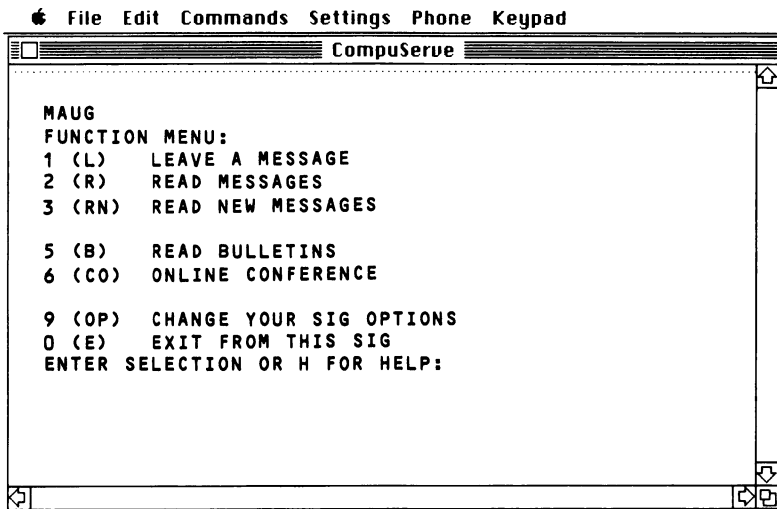 File Edit Commands Settings Phone Keypad
CompuServe
MAUG
FUNCTION MENU:
1 (L) LEAVE A MESSAGE
2 (R) READ MESSAGES
3 (RN) READ NEW MESSAGES
5 (B) READ BULLETINS
6 (CO) ONLINE CONFERENCE
9 (OP) CHANGE YOUR SIG OPTIONS
0 (E) EXIT FROM THIS SIG
ENTER SELECTION OR H FOR HELP: